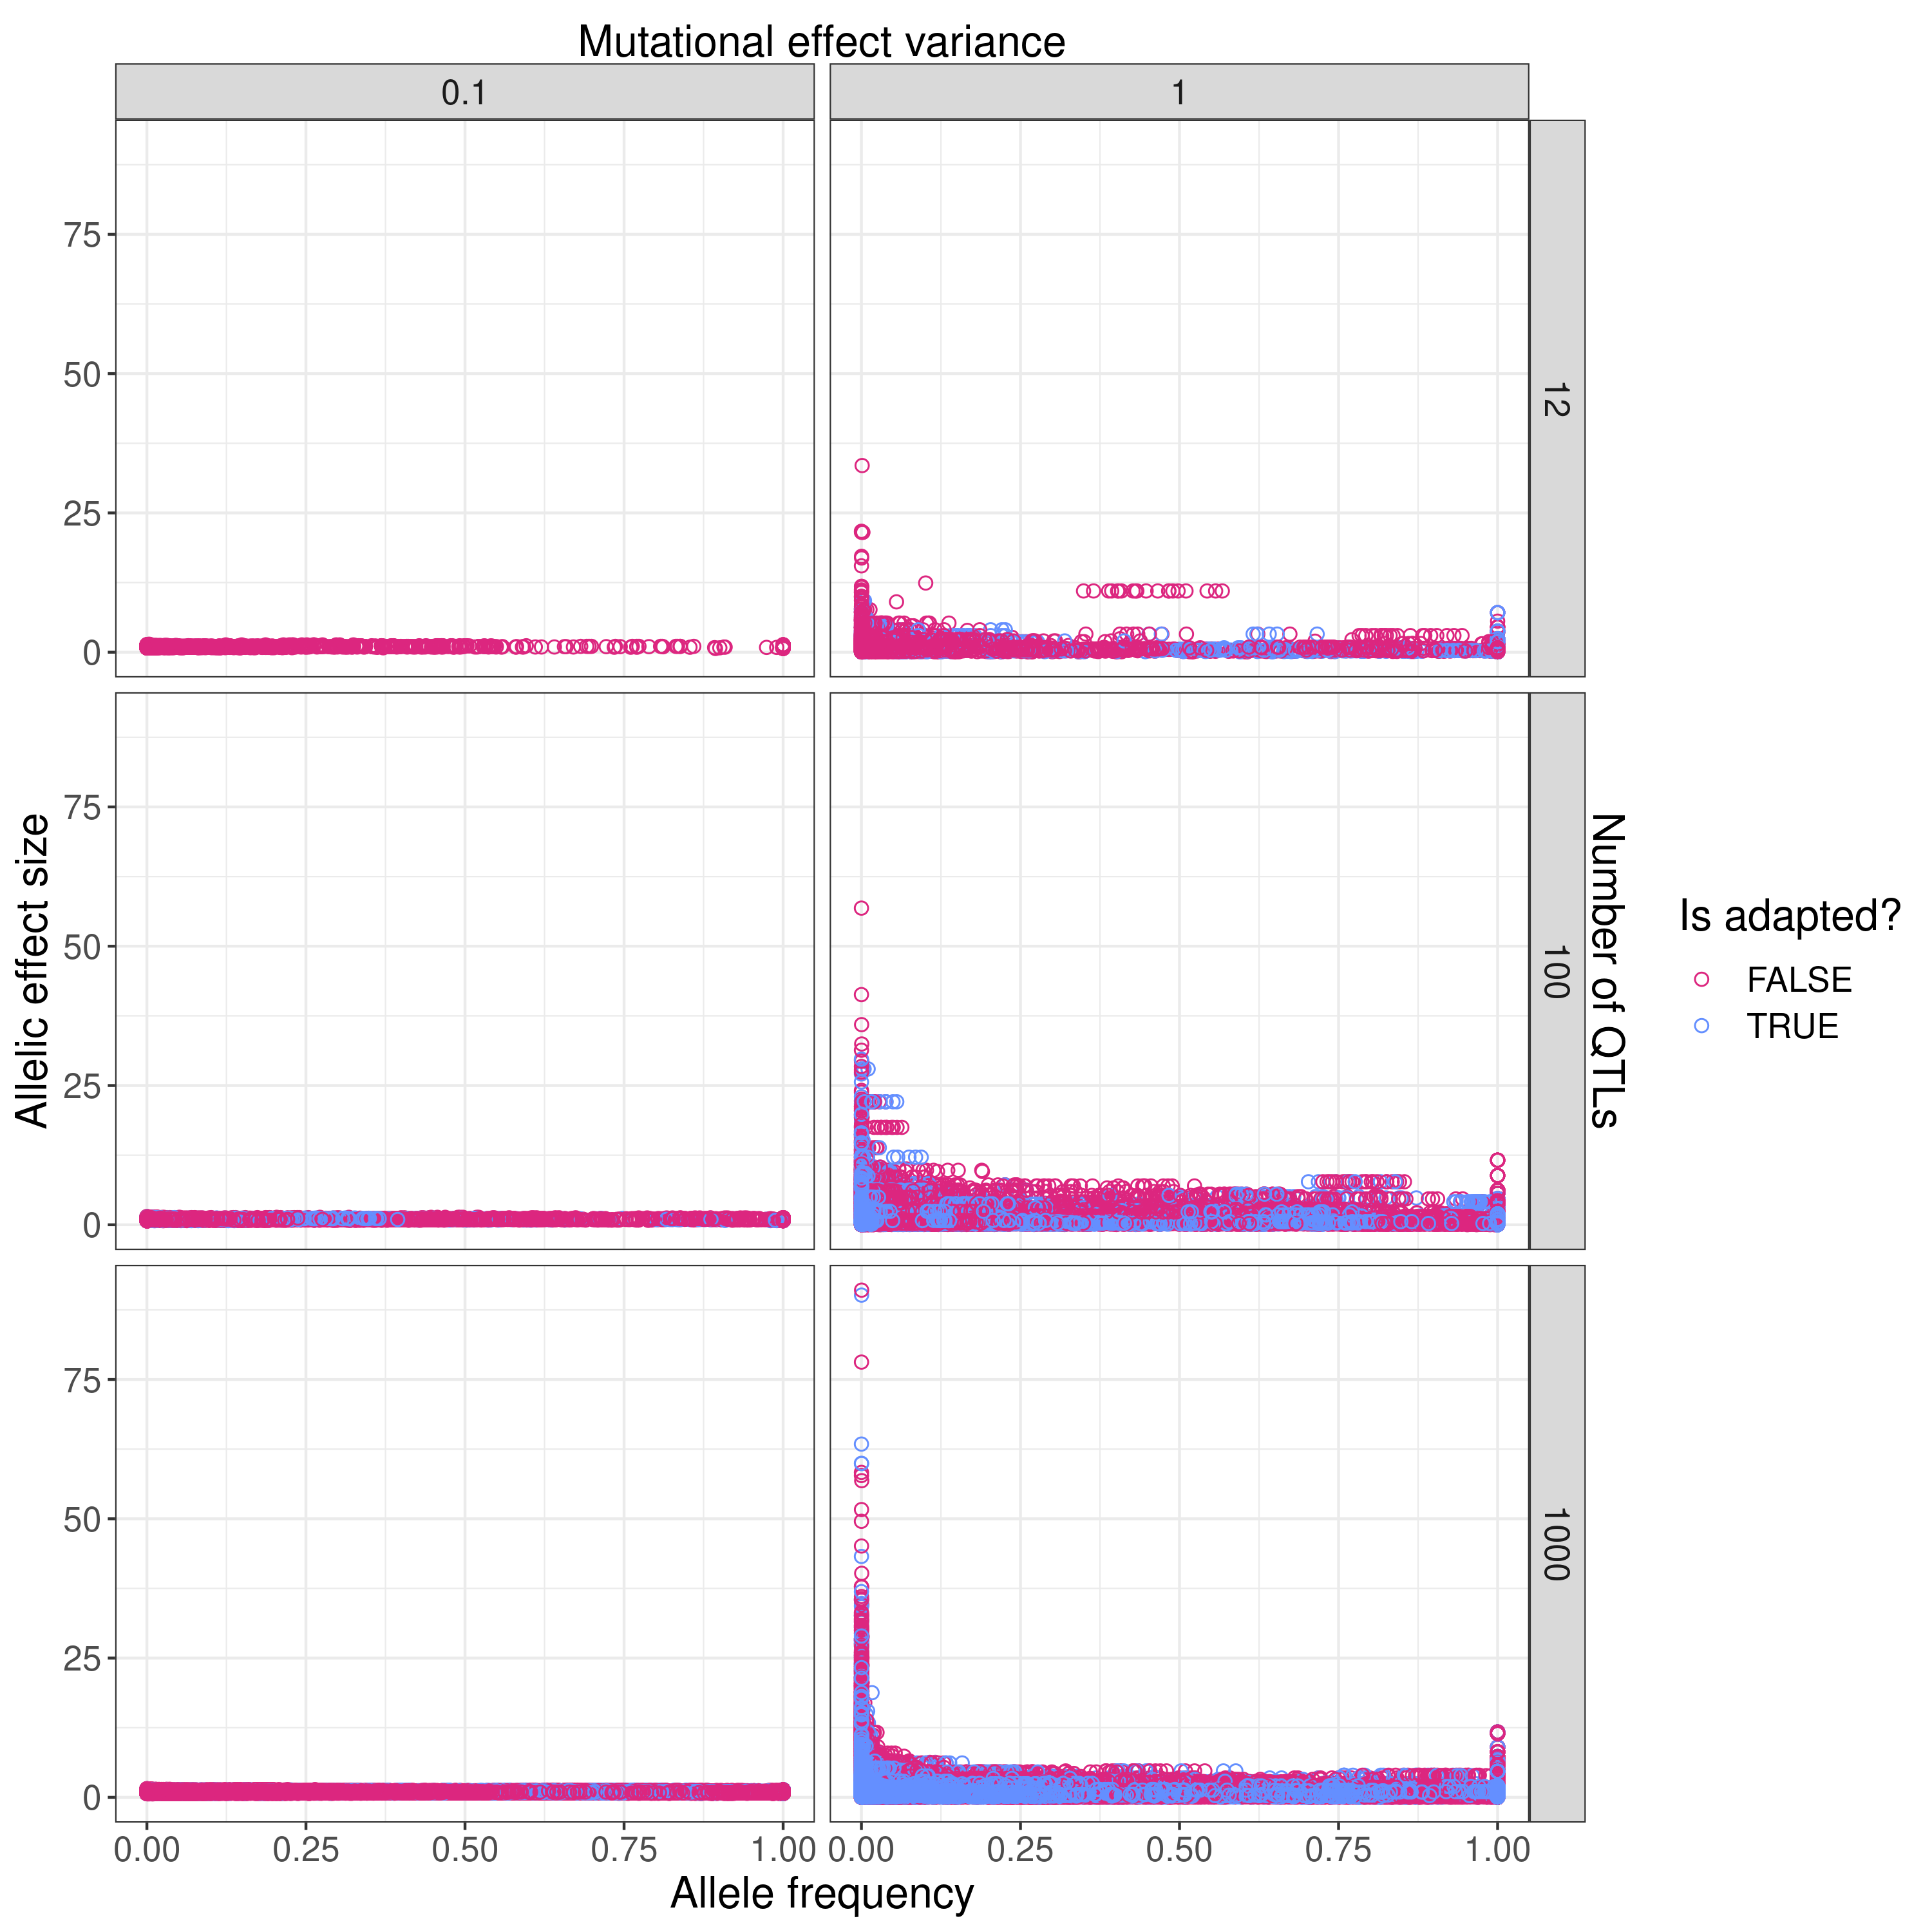 Mutational effect variance
0.1
1
75
50
25
0
12
Allelic effect size
75
50
25
0
100
Number of QTLs
Is adapted?
FALSE
TRUE
75
50
25
0
1000
0.00 0.25 0.50 0.75 1.00 0.00 0.25 0.50 0.75 1.00
Allele frequency